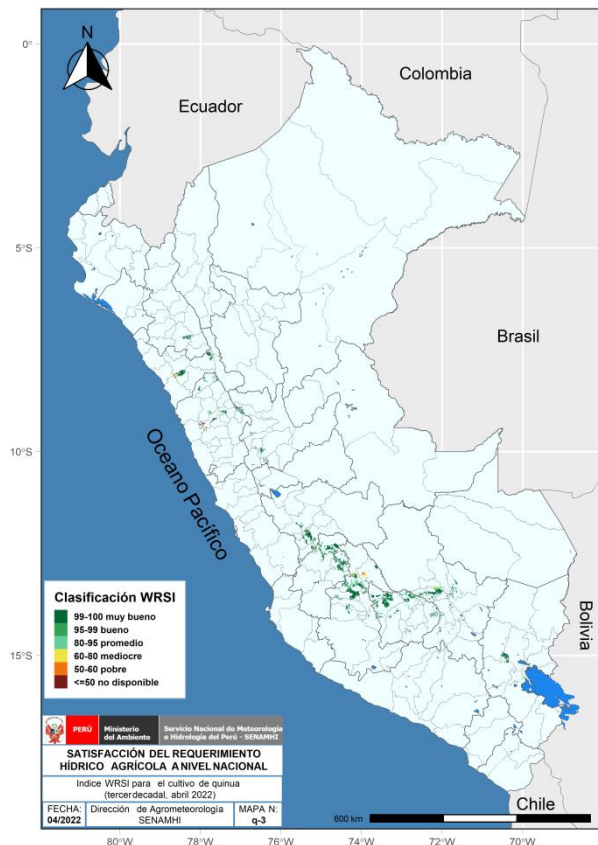 N
0°
Colombia
Ecuador
5°S
Brasil
10°S
Oceano Pacífico
Clasificación WRSI
99-100 muy bueno
95-99 bueno
80-95 promedio
60-80 mediocre
50-60 pobre
<=50 no disponible
Bolivia
15°S
PERÚ
Ministerio
del Ambiente
Servicio Nacional de Meteorología
e Hidrología del Perú - SENAMHI
SATISFACCIÓN DEL REQUERIMIENTO
HÍDRICO AGRÍCOLA A NIVEL NACIONAL
Indice WRSI para el cultivo de quinua
(tercerdecadal, abril 2022)
FECHA:
04/2022
Dirección de Agrometeorología
SENAMHI
MAPA N:
q-3
600 km
Chile
80°W
78°W
76°W
74°W
72°W
70°W